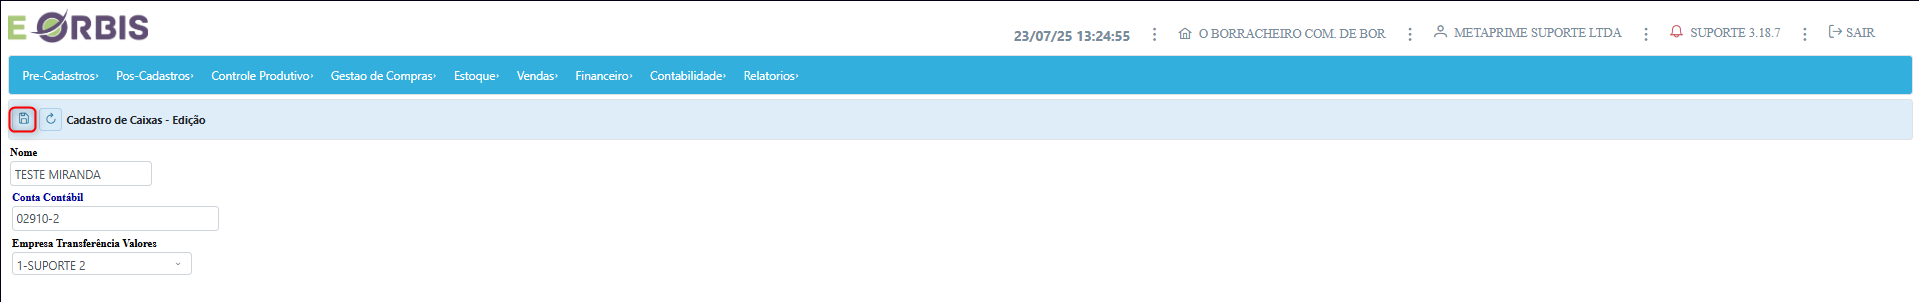 E ORBIS
23/07/25 13:24:55 O BORRACHEIRO COM. DE BOR METAPRIME SUPORTE LTDA SUPORTE 3.18.7 SAIR
Pre-Cadastros Pos-Cadastros Controle Produtivo Gestao de Compras Estoque Vendas Financeiro Contabilidade Relatorios
Cadastro de Caixas - Edição
Nome
TESTE MIRANDA
Conta Contábil
02910-2
Empresa Transferência Valores
1-SUPORTE 2